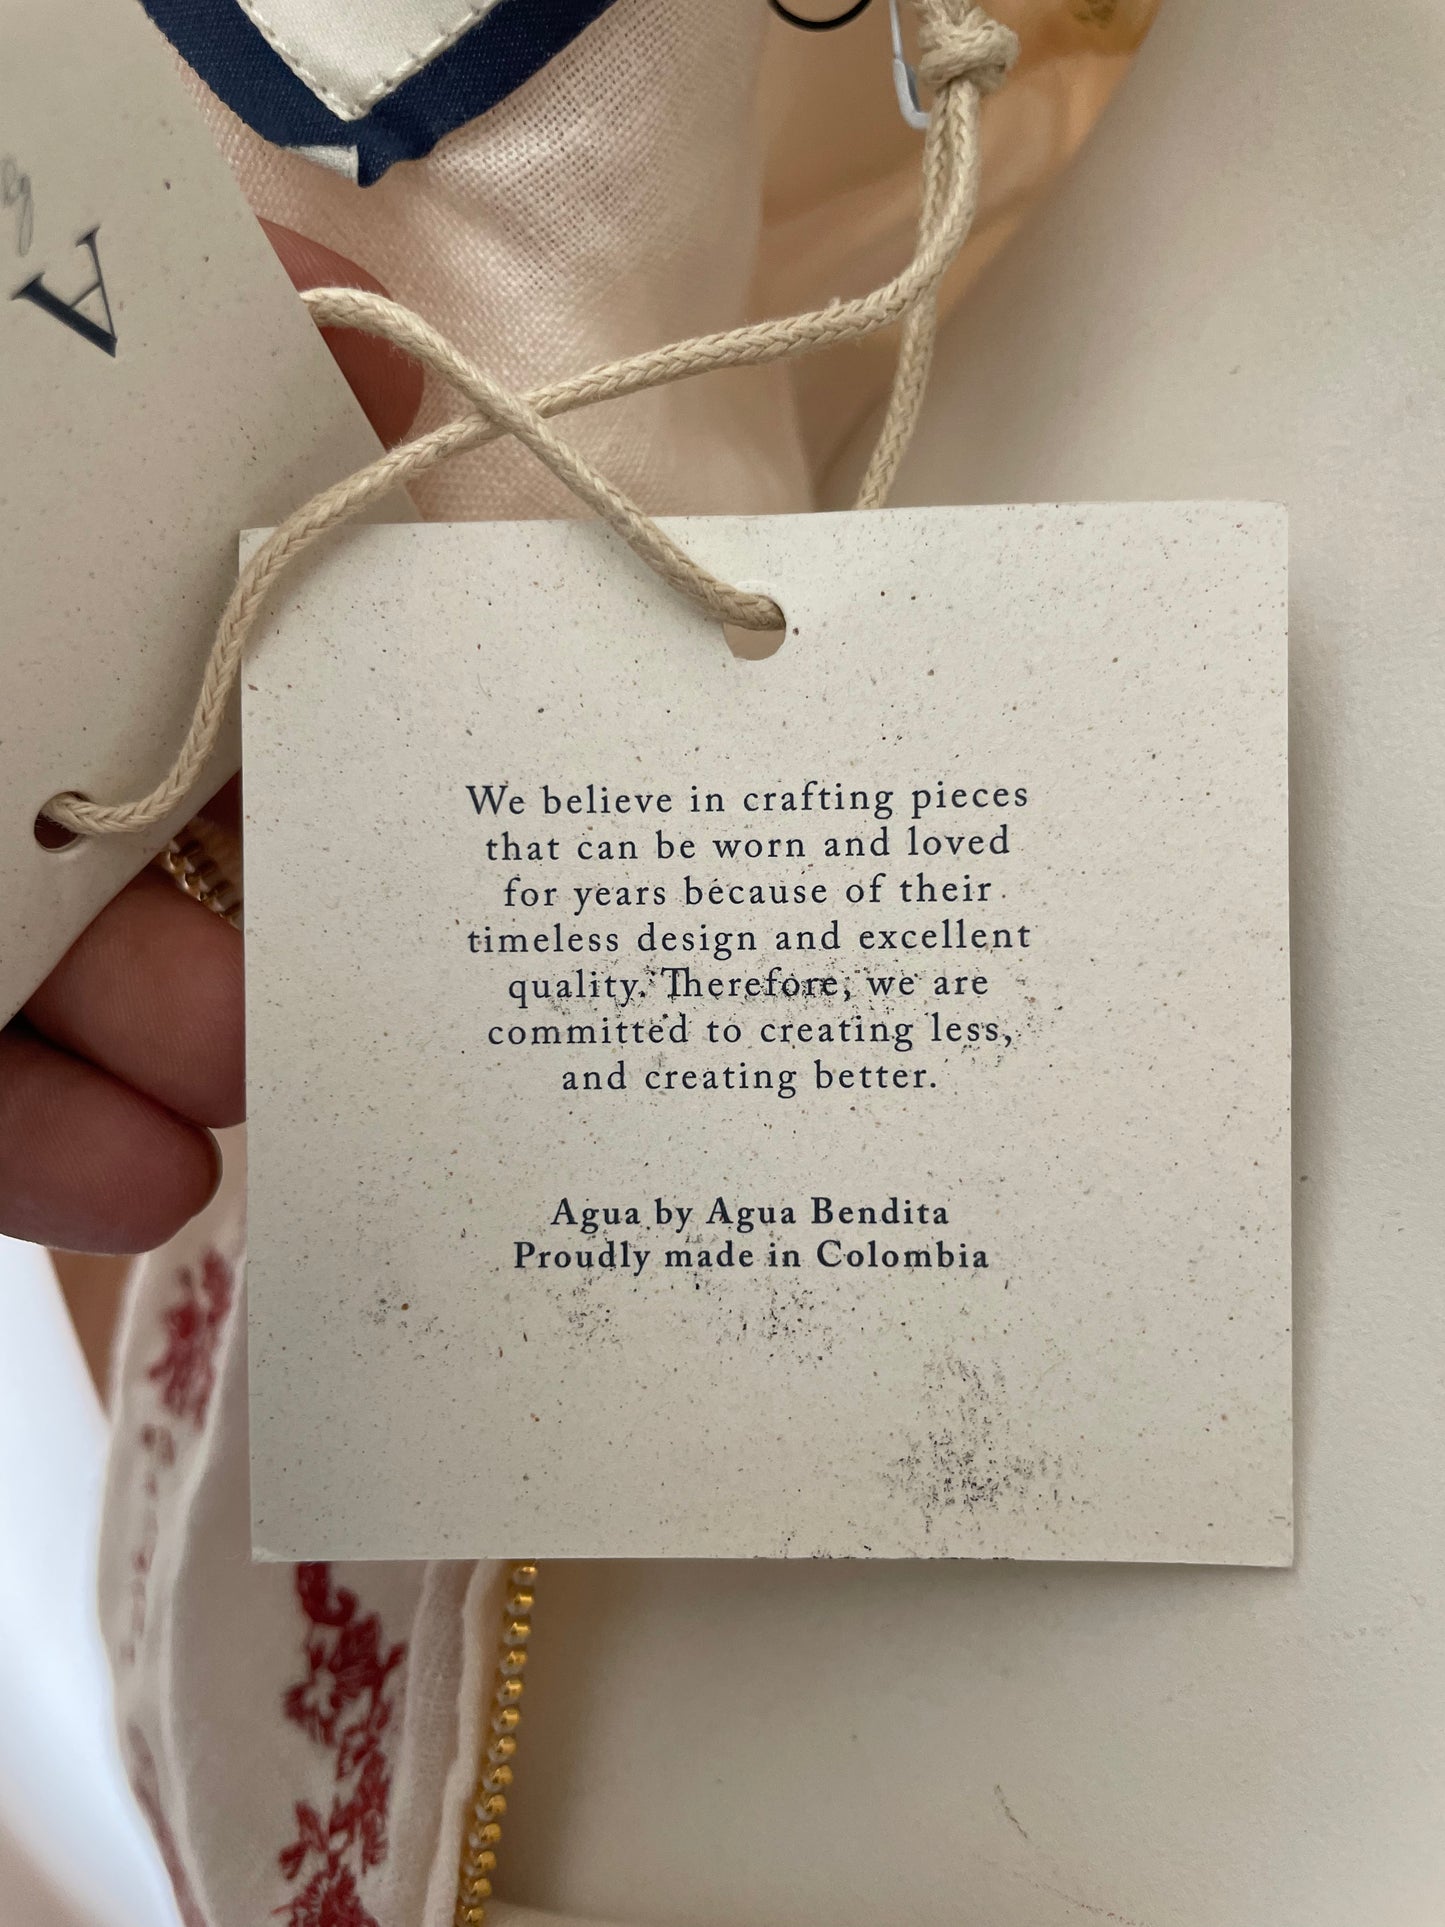 A
We believe in crafting pieces
that can be worn and loved
for years because of their
timeless design and excellent
quality. Therefore, we are
committed to creating less,
and creating better.
Agua by Agua Bendita
Proudly made in Colombia